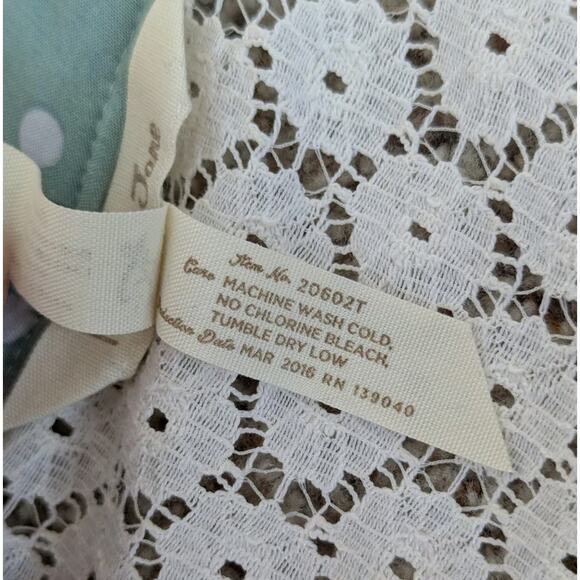 Item No. 20602T
Care MACHINE WASH COLD,
NO CHLORINE BLEACH,
TUMBLE DRY LOW
Date MAR 2016 RN 139040